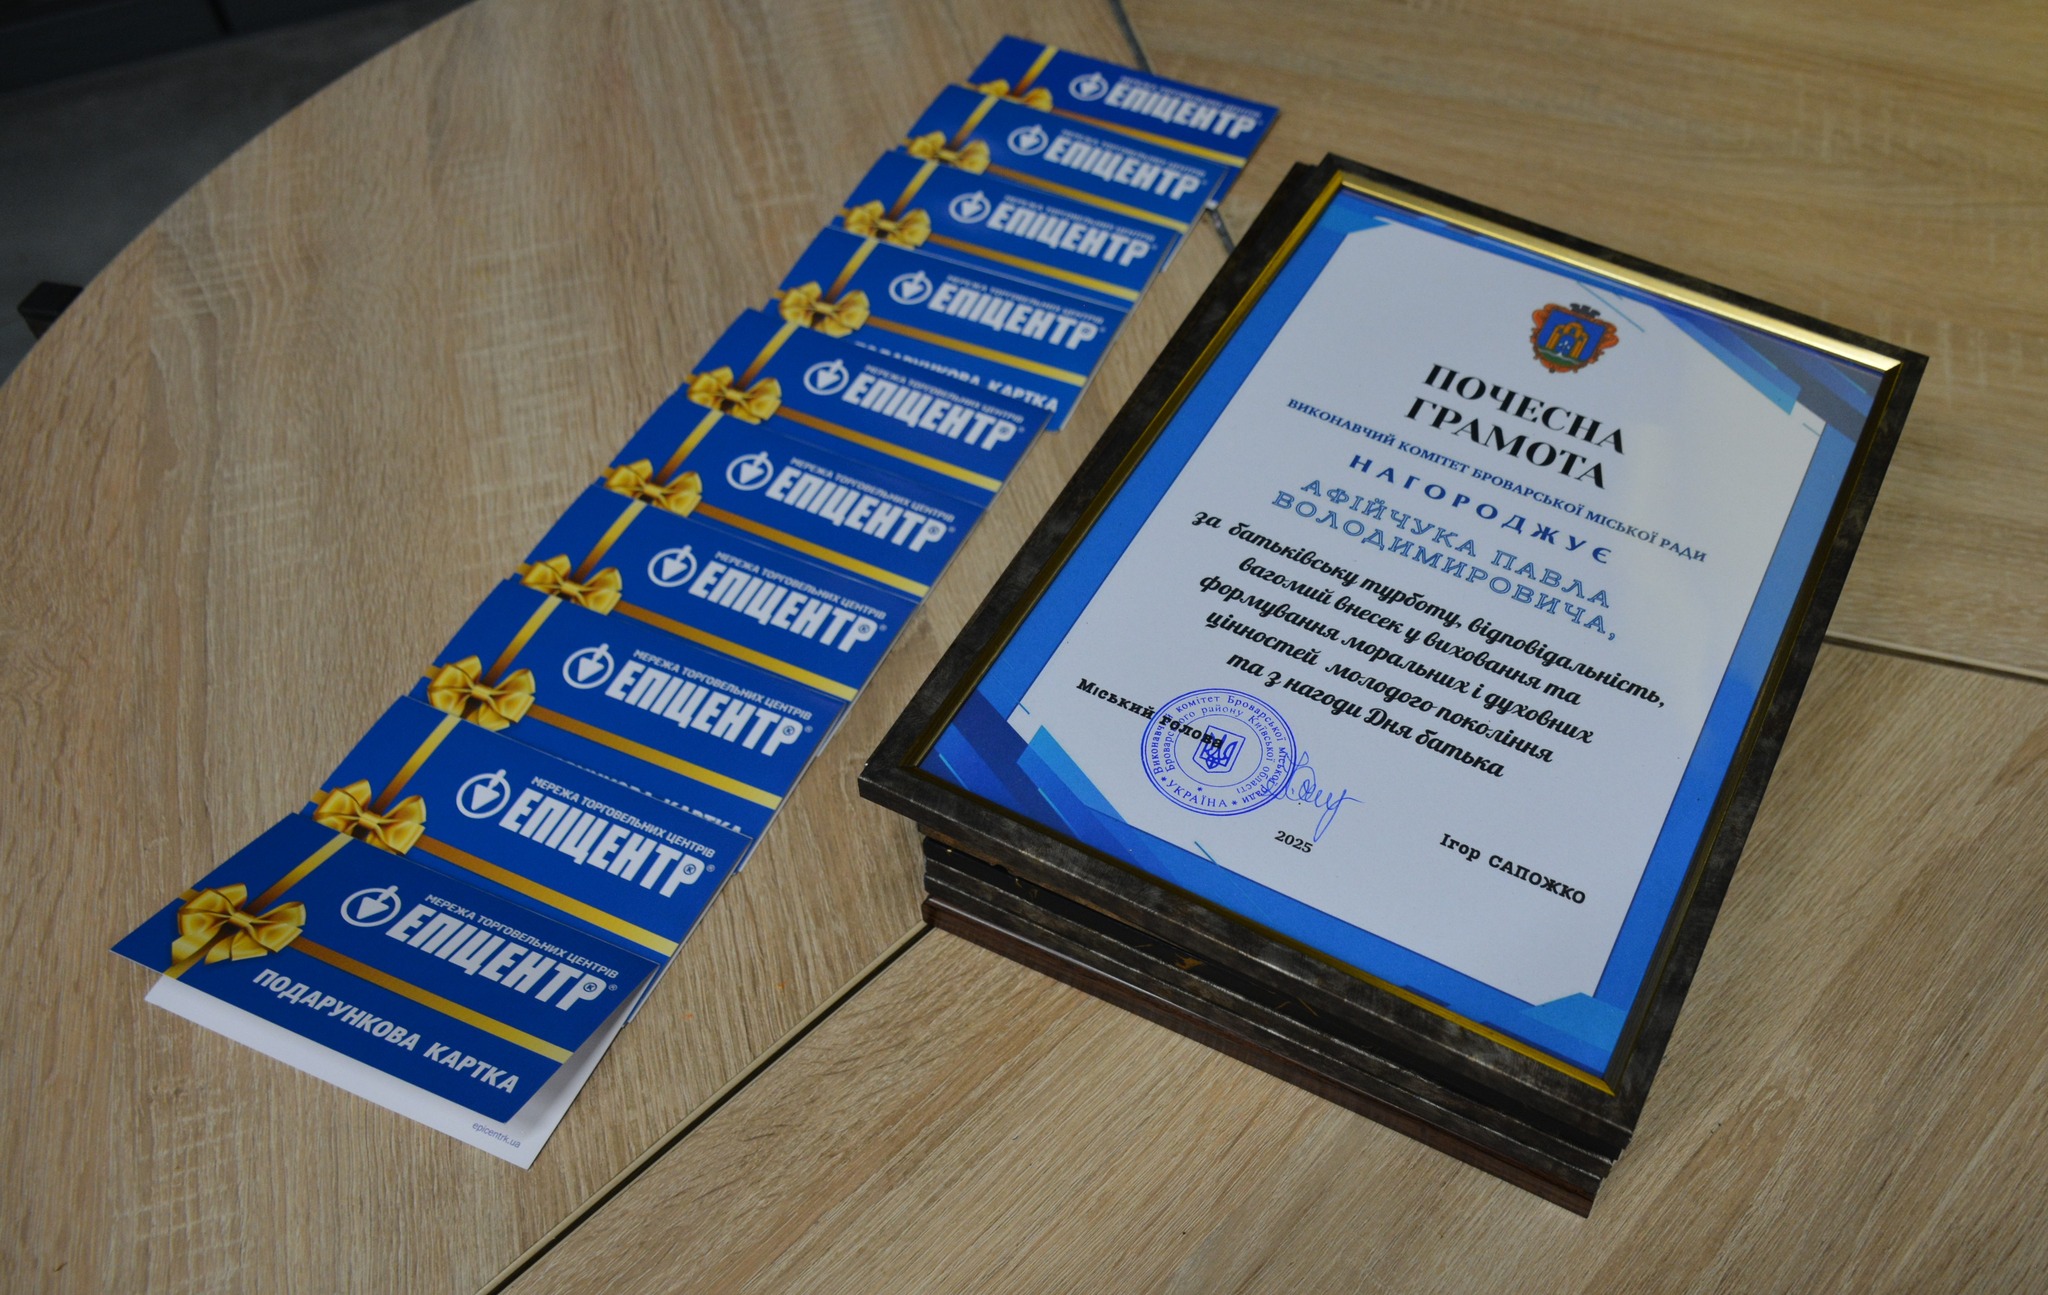 МЕРЕЖА ТОРГОВЕЛЬНИХ ЦЕНТРІВ
ЕПІЦЕНТР
МЕРЕЖА ТОРГОВЕЛЬНИХ ЦЕНТРІВ
ЕПІЦЕНТР
МЕРЕЖА ТОРГОВЕЛЬНИХ ЦЕНТРІВ
ЕПІЦЕНТР
МЕРЕЖА ТОРГОВЕЛЬНИХ ЦЕНТРІВ
ЕПІЦЕНТР
КАРТКА
МЕРЕЖА ТОРГОВЕЛЬНИХ ЦЕНТРІВ
ЕПІЦЕНТР
МЕРЕЖА ТОРГОВЕЛЬНИХ ЦЕНТРІВ
ЕПІЦЕНТР
МЕРЕЖА ТОРГОВЕЛЬНИХ ЦЕНТРІВ
ЕПІЦЕНТР
МЕРЕЖА ТОРГОВЕЛЬНИХ ЦЕНТРІВ
ЕПІЦЕНТР
МЕРЕЖА ТОРГОВЕЛЬНИХ ЦЕНТРІВ
ЕПІЦЕНТР
МЕРЕЖА ТОРГОВЕЛЬНИХ ЦЕНТРІВ
ЕПІЦЕНТР
ПОДАРУНКОВА КАРТКА
epicentrk.ua
ПОЧЕСНА
ГРАМОТА
ВИКОНАВЧИЙ КОМІТЕТ БРОВАРСЬКОЇ МІСЬКОЇ РАДИ
НАГОРОДЖУЄ
АФІЙЧУКА ПАВЛА
ВОЛОДИМИРОВИЧА,
за батьківську турботу, відповідальність,
вагомий внесок у виховання та
формування моральних і духовних
цінностей молодого покоління
та з нагоди Дня батька
Міський голова
Виконавчий комітет Броварської міської ради
Броварського району Київської області
* УКРАЇНА *
Ігор САПОЖКО
2025